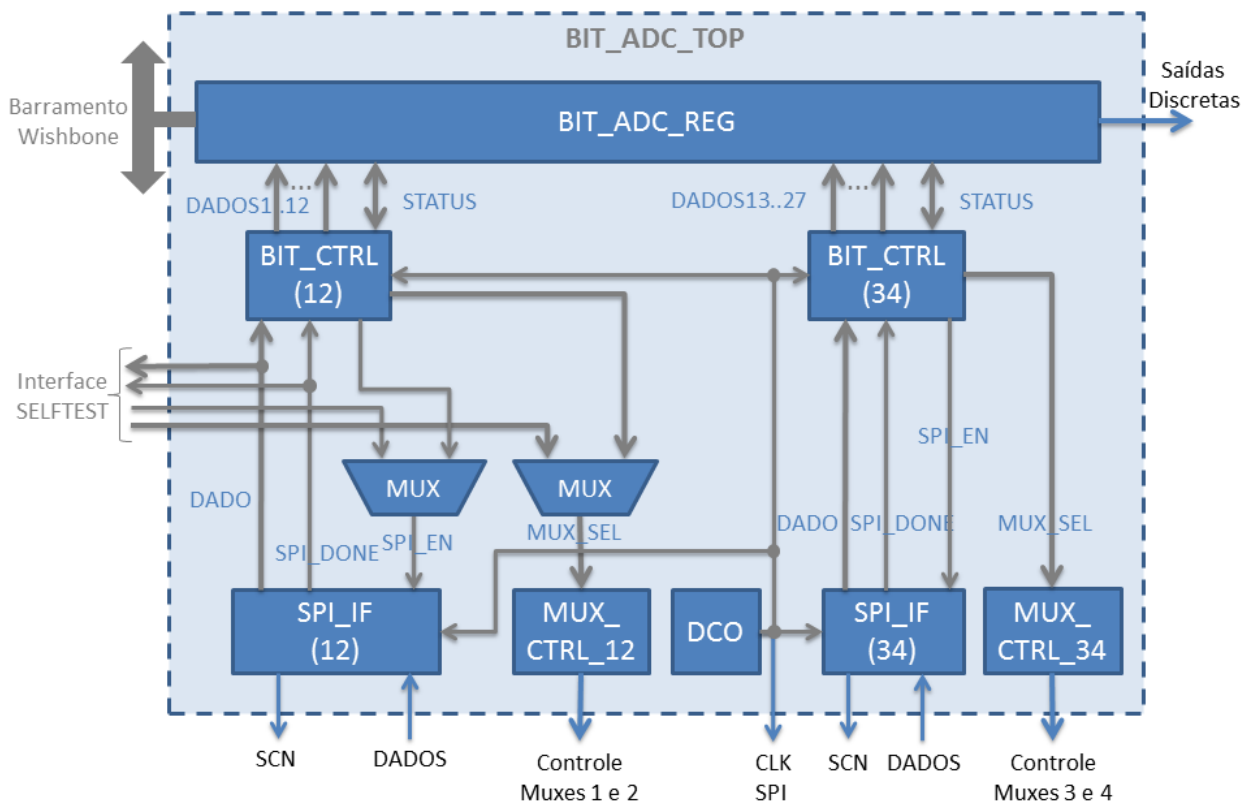 BIT_ADC_TOP
Barramento
Wishbone
BIT_ADC_REG
Saídas
Discretas
DADOS1..12
...
STATUS
DADOS13..27
...
STATUS
BIT_CTRL
(12)
BIT_CTRL
(34)
Interface
SELFTEST
MUX
MUX
SPI_EN
DADO
SPI_DONE
SPI_EN
MUX_SEL
DADO
SPI_DONE
MUX_SEL
SPI_IF
(12)
MUX_
CTRL_12
DCO
SPI_IF
(34)
MUX_
CTRL_34
SCN
DADOS
Controle
Muxes 1 e 2
CLK
SPI
SCN
DADOS
Controle
Muxes 3 e 4